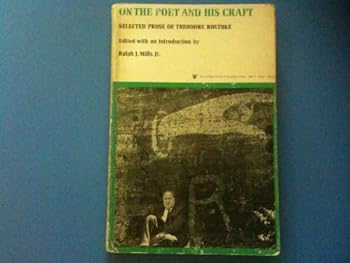 ON THE POET AND HIS CRAFT
SELECTED PROSE OF THEODORE ROETHKE
Edited with an Introduction by
Ralph J. Mills, Jr.